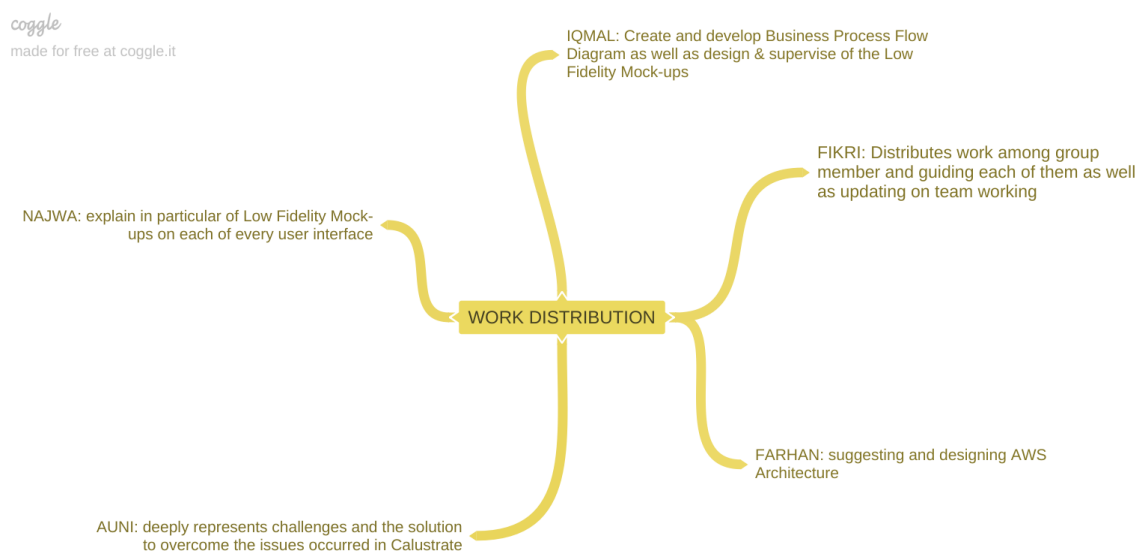 coggle
made for free at coggle.it
IQMAL: Create and develop Business Process Flow
Diagram as well as design & supervise of the Low
Fidelity Mock-ups
FIKRI: Distributes work among group
member and guiding each of them as well
as updating on team working
NAJWA: explain in particular of Low Fidelity Mock-
ups on each of every user interface
WORK DISTRIBUTION
FARHAN: suggesting and designing AWS
Architecture
AUNI: deeply represents challenges and the solution
to overcome the issues occurred in Calustrate